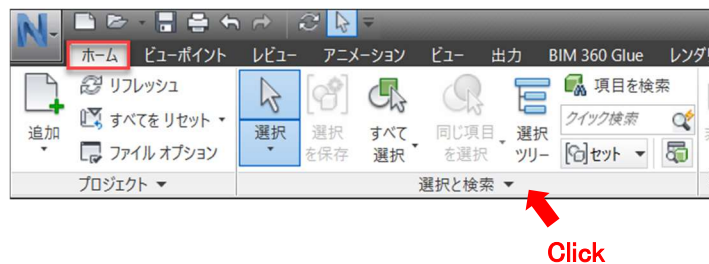 N
ホーム ビューポイント レビュー アニメーション ビュー 出力 BIM 360 Glue レンダリ
追加
リフレッシュ
すべてをリセット
ファイル オプション
プロジェクト
選択
選択
を保存
すべて
選択
同じ項目
を選択
選択
ツリー
項目を検索
クイック検索
セット
選択と検索
Click